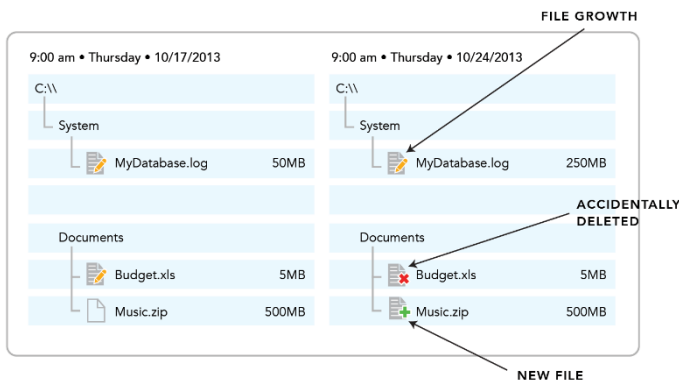 FILE GROWTH
9:00 am • Thursday • 10/17/2013
C:\\
System
MyDatabase.log 50MB
Documents
Budget.xls 5MB
Music.zip 500MB
9:00 am • Thursday • 10/24/2013
C:\\
System
MyDatabase.log 250MB
ACCIDENTALLY
DELETED
Documents
Budget.xls 5MB
Music.zip 500MB
NEW FILE